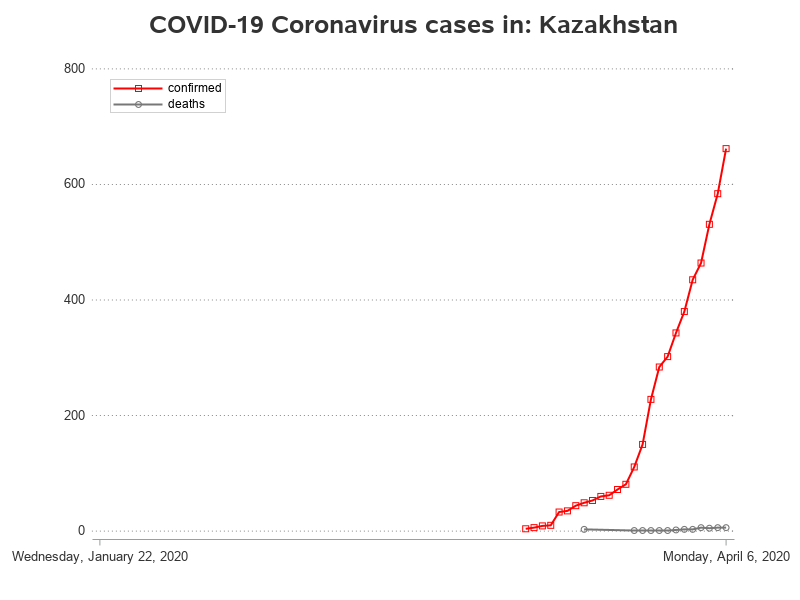 COVID-19 Coronavirus cases in: Kazakhstan
800
confirmed
deaths
600
400
200
0
Wednesday, January 22, 2020
Monday, April 6, 2020